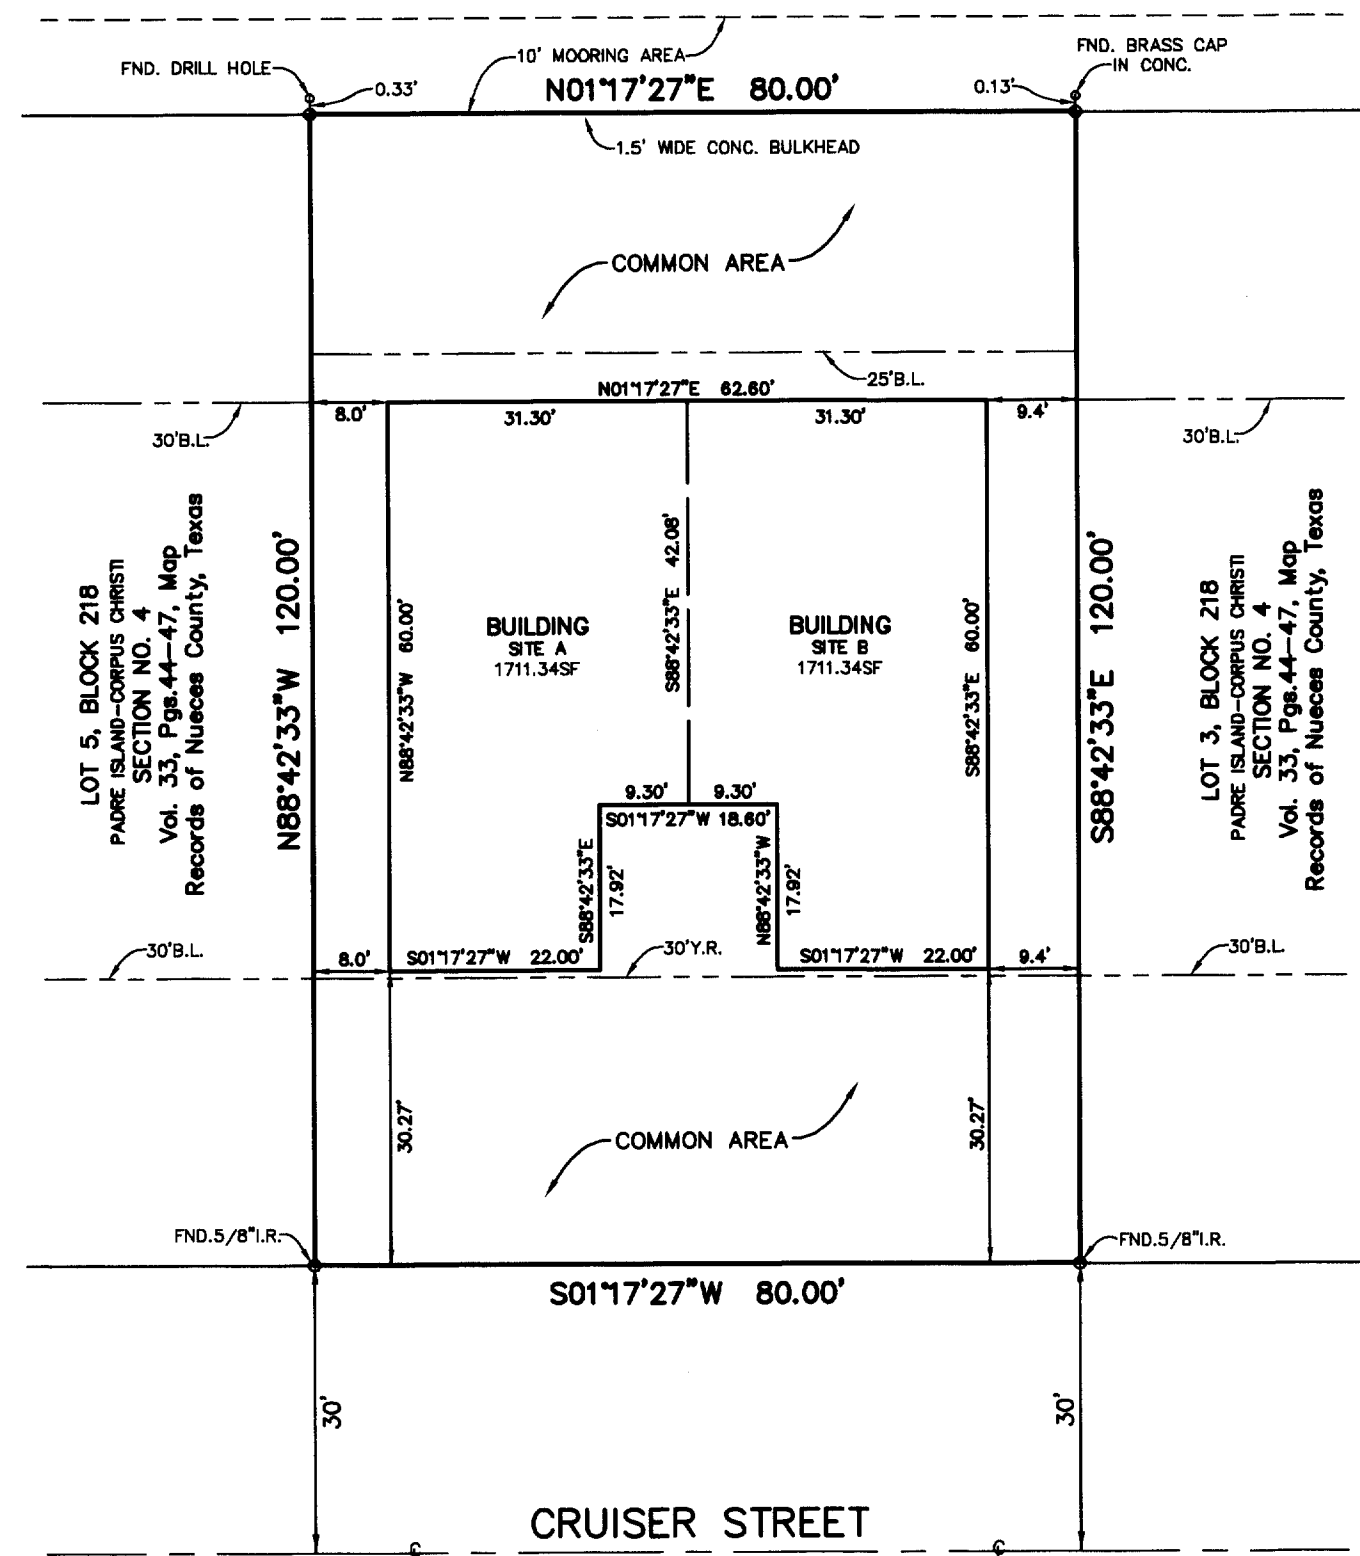 10' MOORING AREA
FND. DRILL HOLE
FND. BRASS CAP
IN CONC.
0.33'
N01°17'27"E 80.00'
0.13'
1.5' WIDE CONC. BULKHEAD
COMMON AREA
25'B.L.
N01°17'27"E 62.60'
8.0'
31.30'
31.30'
9.4'
30'B.L.
30'B.L.
LOT 5, BLOCK 218
PADRE ISLAND-CORPUS CHRISTI
SECTION NO. 4
Vol. 33, Pgs.44-47, Map
Records of Nueces County, Texas
N88°42'33"W 120.00'
N88°42'33"W 60.00'
BUILDING
SITE A
1711.34SF
S88°42'33"E 42.08'
BUILDING
SITE B
1711.34SF
S88°42'33"E 60.00'
S88°42'33"E 120.00'
LOT 3, BLOCK 218
PADRE ISLAND-CORPUS CHRISTI
SECTION NO. 4
Vol. 33, Pgs.44-47, Map
Records of Nueces County, Texas
9.30'
9.30'
S01°17'27"W 18.60'
S88°42'33"E
17.92'
N88°42'33"W
17.92'
30'B.L.
8.0'
S01°17'27"W 22.00'
30'Y.R.
S01°17'27"W 22.00'
9.4'
30'B.L.
30.27'
COMMON AREA
30.27'
FND.5/8"I.R.
FND.5/8"I.R.
S01°17'27"W 80.00'
30'
30'
CRUISER STREET
℄
℄